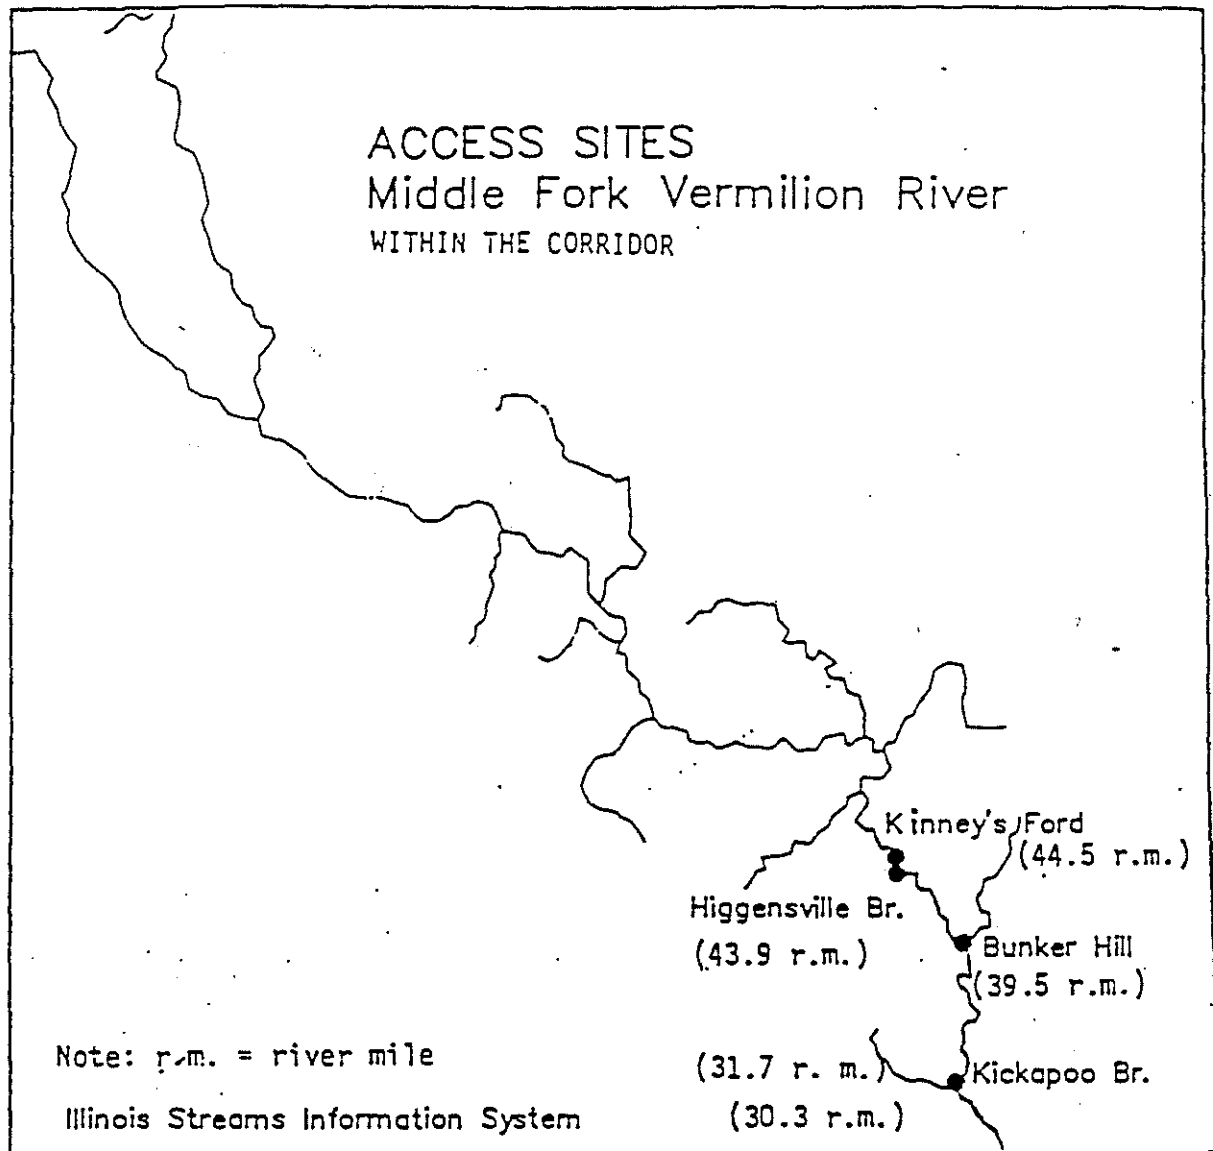 ACCESS SITES
Middle Fork Vermilion River
WITHIN THE CORRIDOR
Kinney's Ford
(44.5 r.m.)
Higgensville Br.
(43.9 r.m.)
Bunker Hill
(39.5 r.m.)
(31.7 r. m.)
Kickapoo Br.
(30.3 r.m.)
Note: r.m. = river mile
Illinois Streams Information System